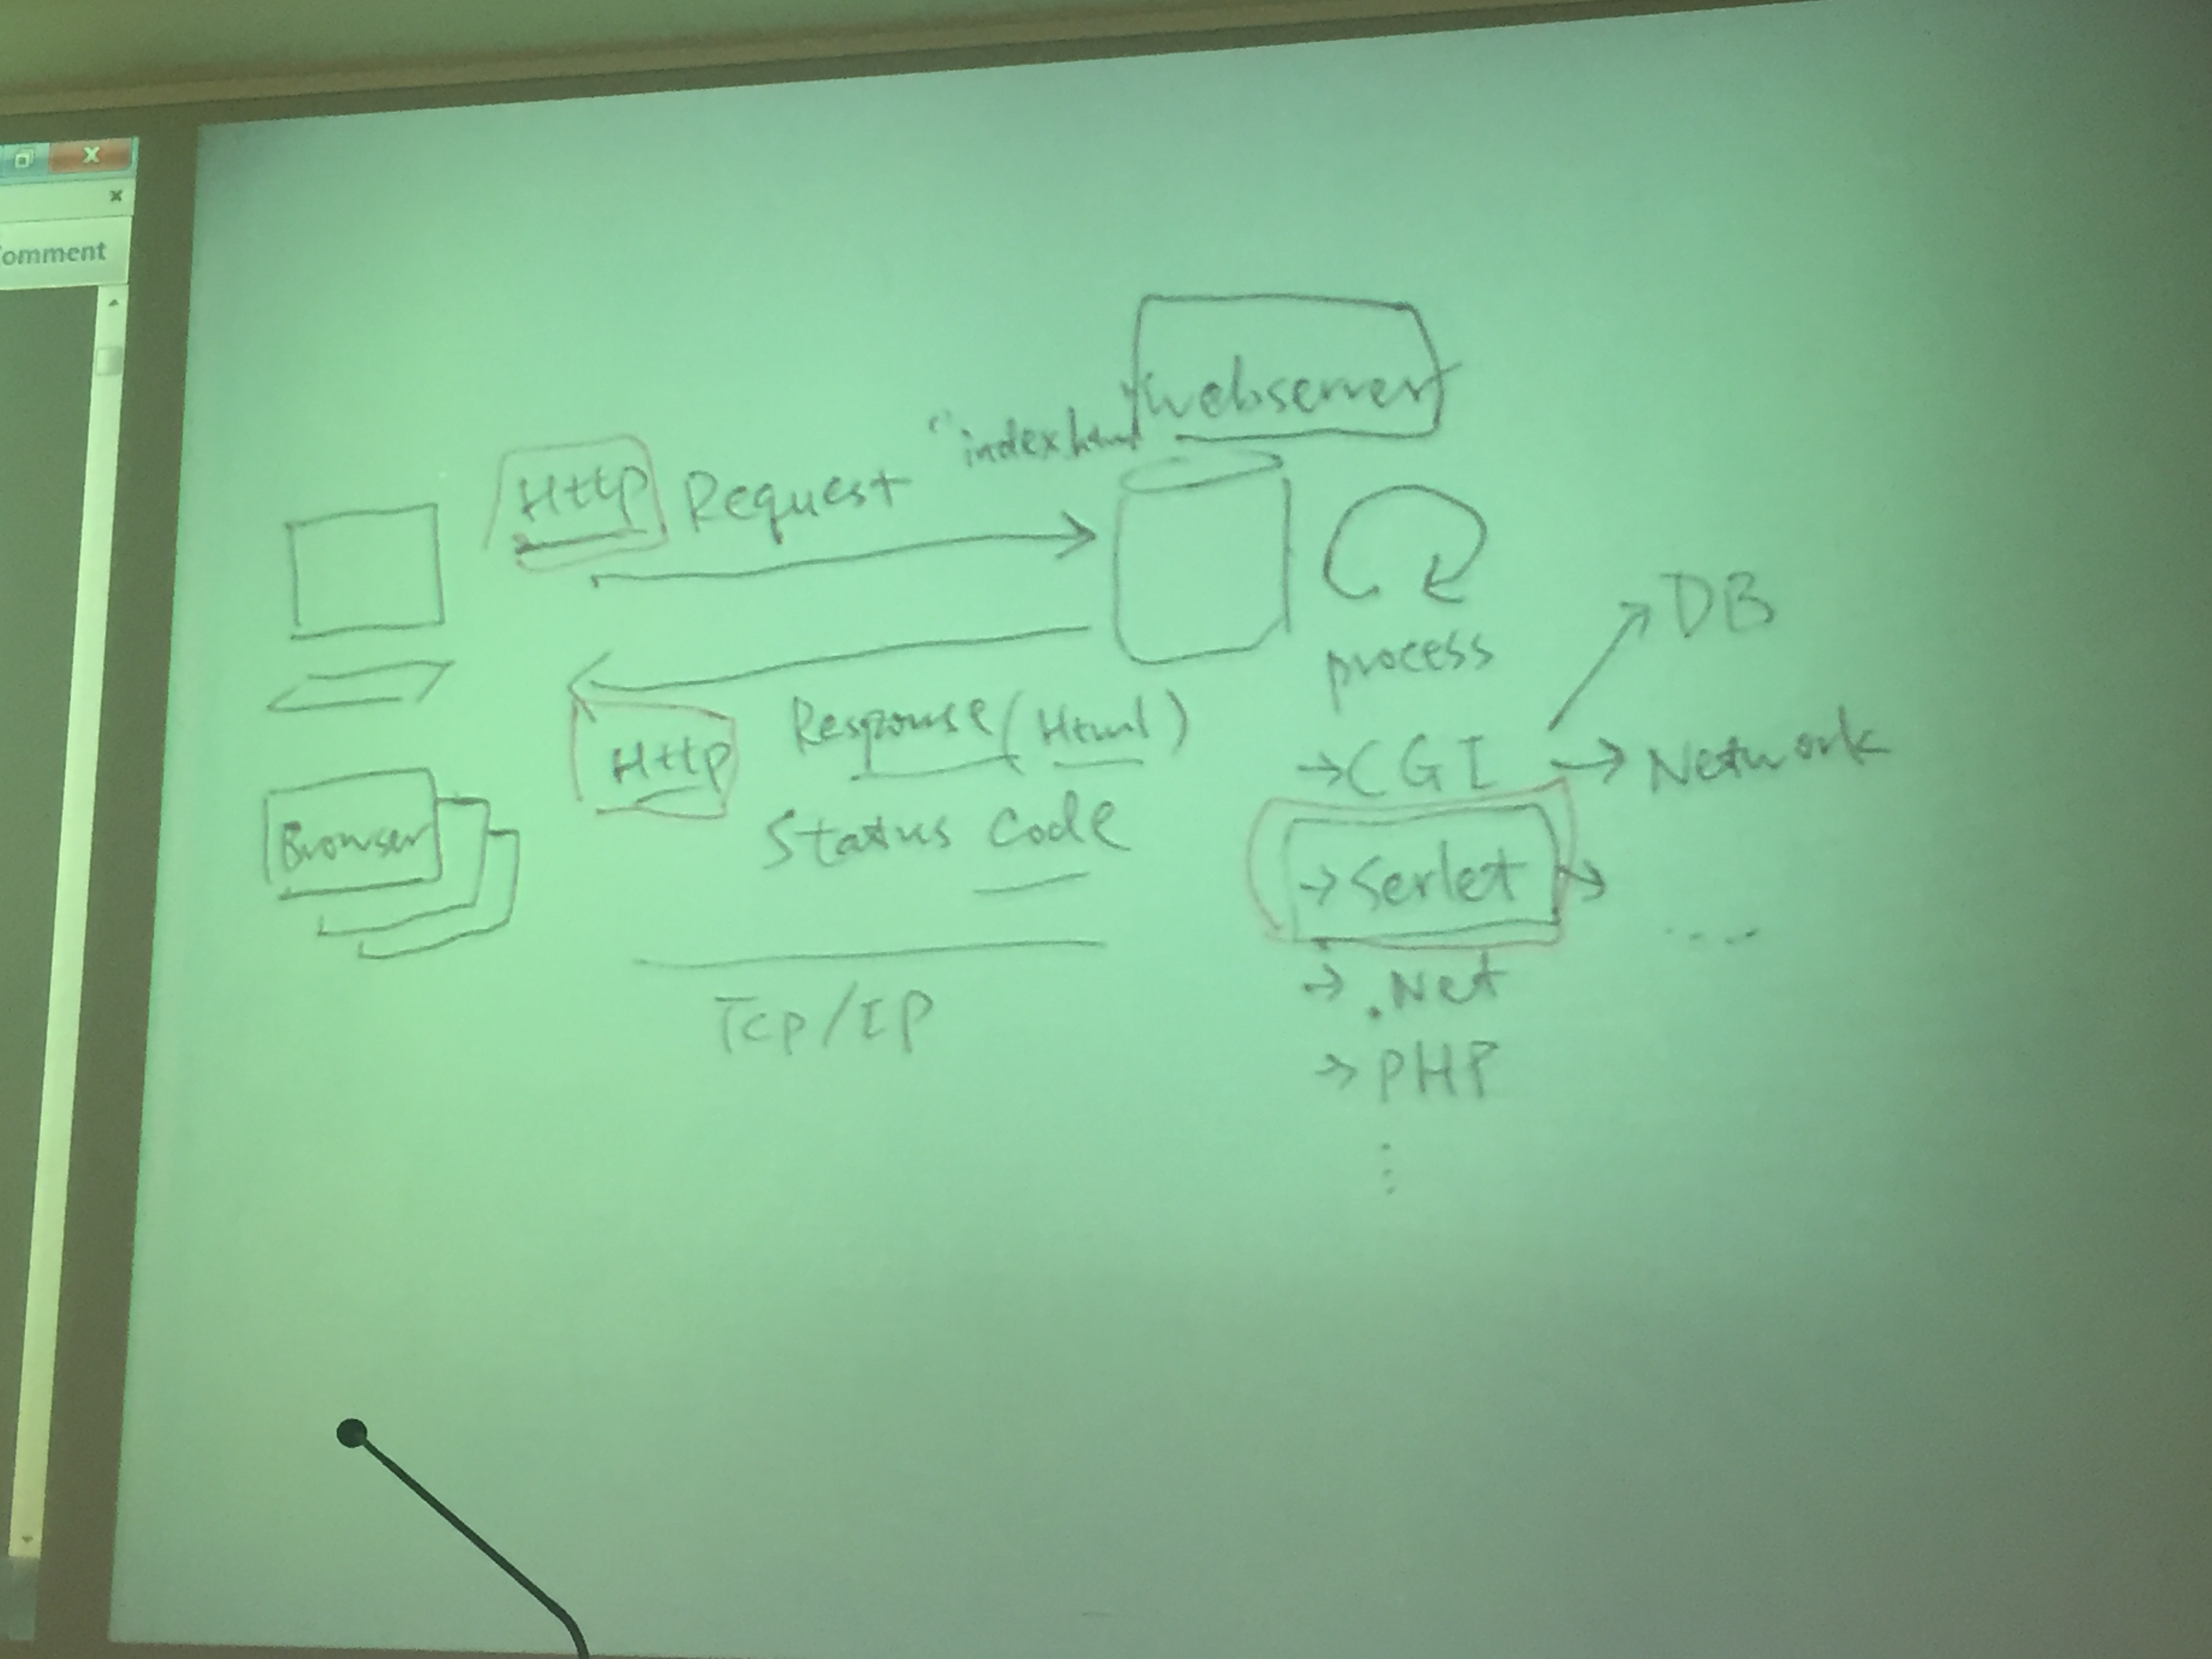 omment
webserver
"index.html
Http Request
process
DB
Response (Html)
Http
CGI
Network
Browser
Status Code
Serlet
....
.Net
Tcp/IP
PHP